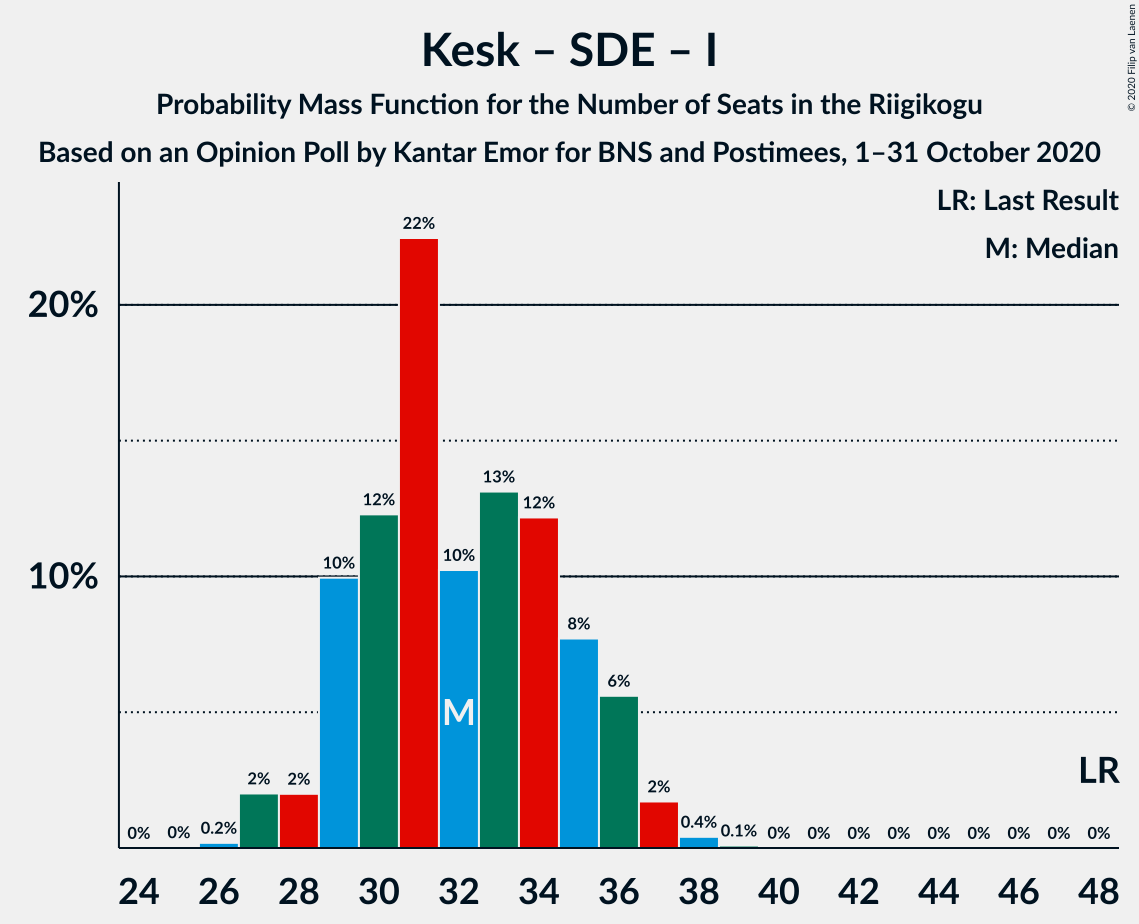 Kesk – SDE – I
Probability Mass Function for the Number of Seats in the Riigikogu
Based on an Opinion Poll by Kantar Emor for BNS and Postimees, 1–31 October 2020
© 2020 Filip van Laenen
LR: Last Result
M: Median
20%
10%
0% 0% 0.2% 2% 2% 10% 12% 22% 10% 13% 12% 8% 6% 2% 0.4% 0.1% 0% 0% 0% 0% 0% 0% 0% 0% 0%
M
LR
24 26 28 30 32 34 36 38 40 42 44 46 48